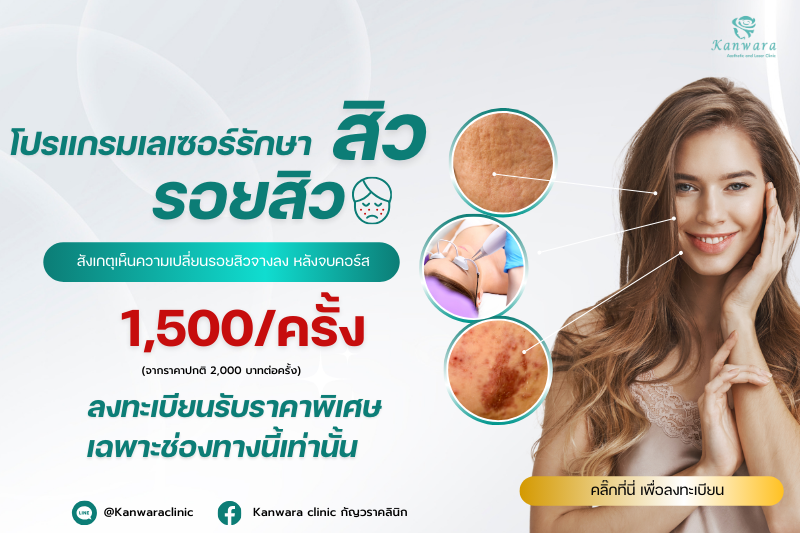 Kanwara
Aesthetic and Laser Clinic
โปรแกรมเลเซอร์รักษา สิว
รอยสิว
สังเกตุเห็นความเปลี่ยนรอยสิวจางลง หลังจบคอร์ส
1,500/ครั้ง
(จากราคาปกติ 2,000 บาทต่อครั้ง)
ลงทะเบียนรับราคาพิเศษ
เฉพาะช่องทางนี้เท่านั้น
คลิ๊กที่นี่ เพื่อลงทะเบียน
LINE @Kanwaraclinic Kanwara clinic กัญวราคลินิก